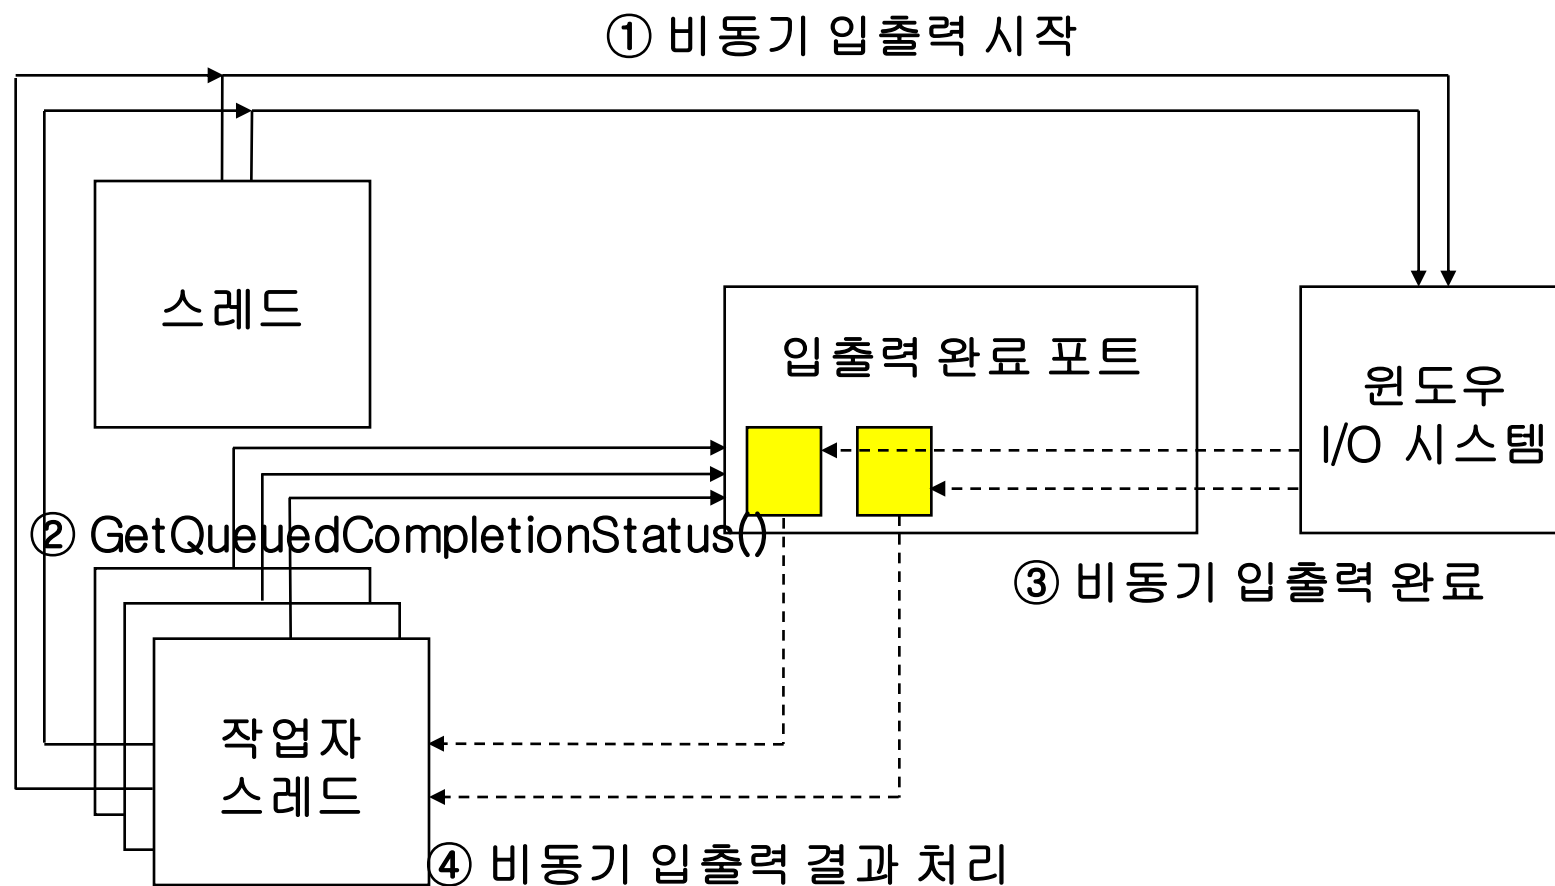 ① 비동기 입출력 시작
스레드
입출력 완료 포트
윈도우
I/O 시스템
② GetQueuedCompletionStatus()
③ 비동기 입출력 완료
작업자
스레드
④ 비동기 입출력 결과 처리